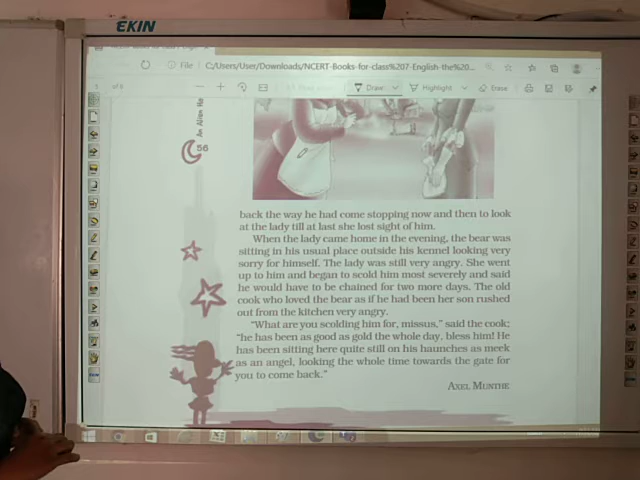 EKIN
File
C:/Users/User/Downloads/NCERT-Books-for-class%207-English-the%20...
of 6
Draw
Highlight
Erase
An Alien Ha
56
back the way he had come stopping now and then to look
at the lady till at last she lost sight of him.
When the lady came home in the evening, the bear was
sitting in his usual place outside his kennel looking very
sorry for himself. The lady was still very angry. She went
up to him and began to scold him most severely and said
he would have to be chained for two more days. The old
cook who loved the bear as if he had been her son rushed
out from the kitchen very angry.
“What are you scolding him for, missus,” said the cook;
“he has been as good as gold the whole day, bless him! He
has been sitting here quite still on his haunches as meek
as an angel, looking the whole time towards the gate for
you to come back.”
AXEL MUNTHE